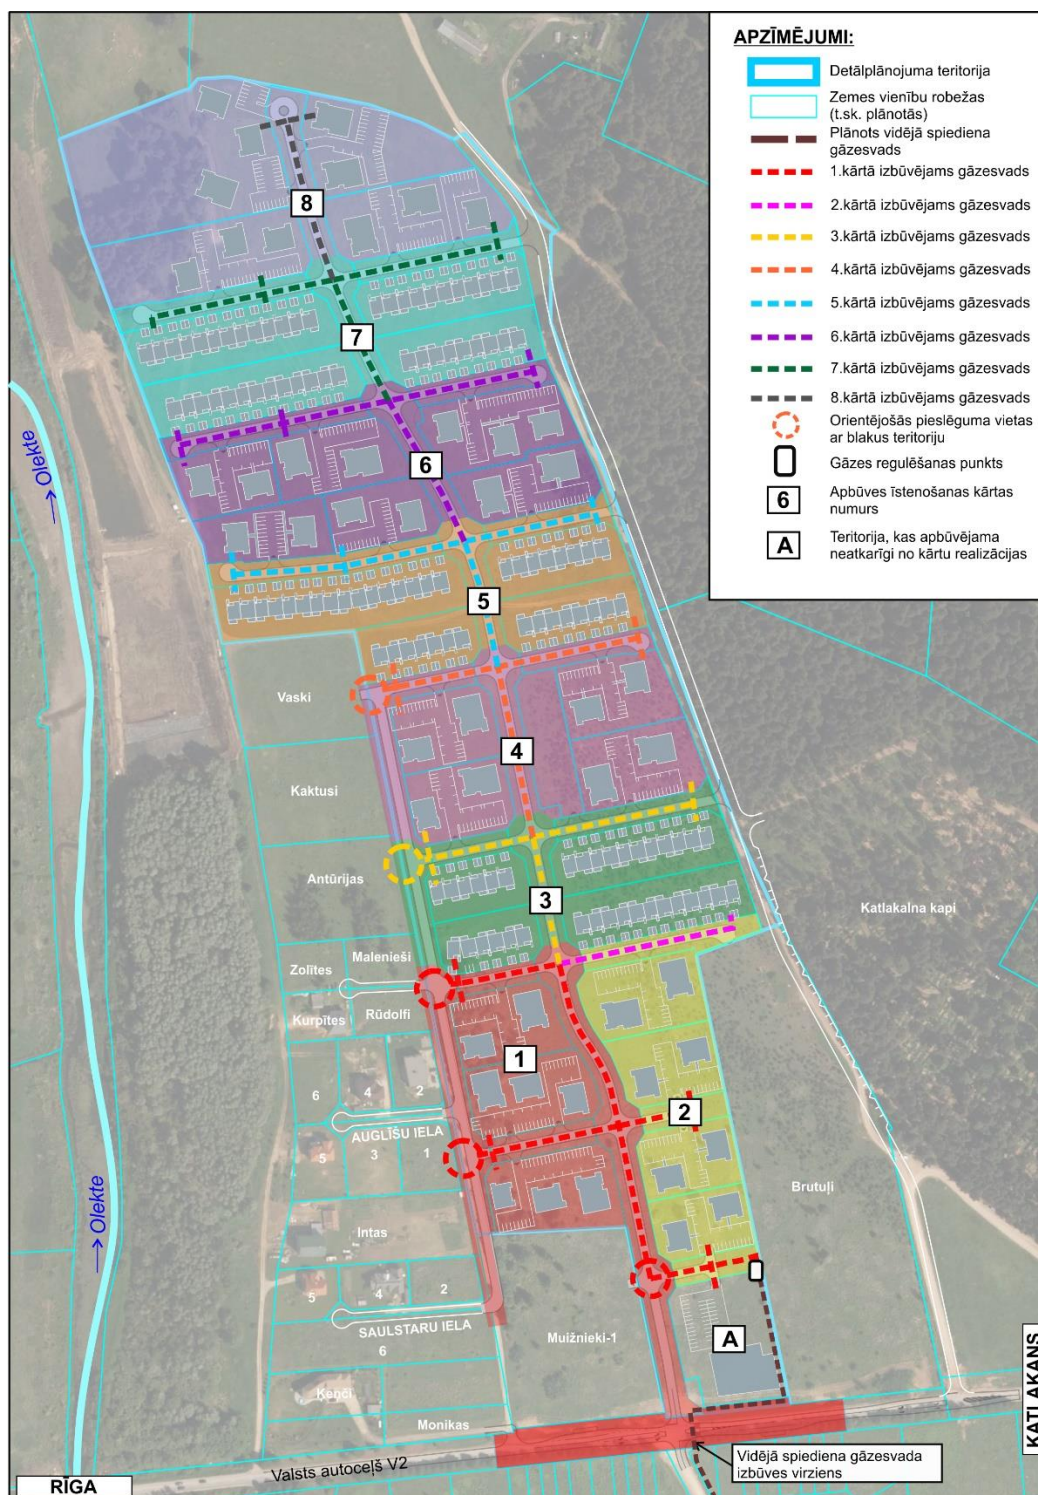 APZĪMĒJUMI:
Detālplānojuma teritorija
Zemes vienību robežas
(t.sk. plānotās)
Plānots vidējā spiediena
gāzesvads
1.kārtā izbūvējams gāzesvads
2.kārtā izbūvējams gāzesvads
3.kārtā izbūvējams gāzesvads
4.kārtā izbūvējams gāzesvads
5.kārtā izbūvējams gāzesvads
6.kārtā izbūvējams gāzesvads
7.kārtā izbūvējams gāzesvads
8.kārtā izbūvējams gāzesvads
Orientējošās pieslēguma vietas
ar blakus teritoriju
Gāzes regulēšanas punkts
6
Apbūves īstenošanas kārtas
numurs
A
Teritorija, kas apbūvējama
neatkarīgi no kārtu realizācijas
8
7
6
5
4
3
1
2
A
Olekte
Olekte
Vaski
Kaktusi
Antūrijas
Malenieši
Zolītes
Rūdolfi
Kurpītes
6
4
2
AUGLĪŠU IELA
5
3
1
Intas
5
4
2
SAULSTARU IELA
6
Ķenči
Monikas
Muižnieki-1
Brutuļi
Katlakalna kapi
KATLAKANS
Vidējā spiediena gāzesvada
izbūves virziens
Valsts autoceļš V2
RĪGA